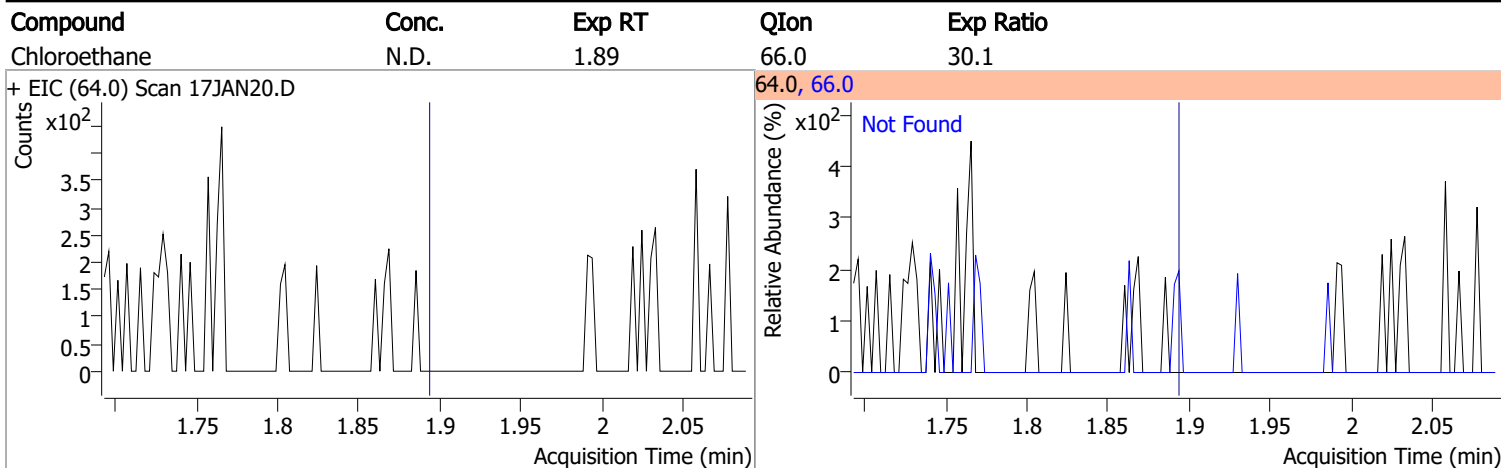 Compound Conc. Exp RT QIon Exp Ratio
Chloroethane N.D. 1.89 66.0 30.1
+ EIC (64.0) Scan 17JAN20.D
Counts
x10²
3.5
3
2.5
2
1.5
1
0.5
0
1.75 1.8 1.85 1.9 1.95 2 2.05
Acquisition Time (min)
64.0, 66.0
Relative Abundance (%)
x10²
Not Found
4
3
2
1
0
1.75 1.8 1.85 1.9 1.95 2 2.05
Acquisition Time (min)